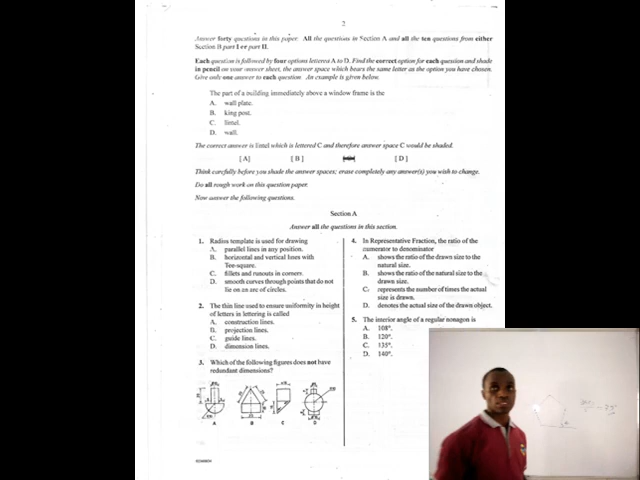 2
Answer forty questions in this paper. All the questions in Section A and all the ten questions from either
Section B part I or part II.
Each question is followed by four options lettered A to D. Find the correct option for each question and shade
in pencil on your answer sheet, the answer space which bears the same letter as the option you have chosen.
Give only one answer to each question. An example is given below.
The part of a building immediately above a window frame is the
A. wall plate.
B. king post.
C. lintel.
D. wall.
The correct answer is lintel which is lettered C and therefore answer space C would be shaded.
[A] [B] [D]
Think carefully before you shade the answer spaces; erase completely any answer(s) you wish to change.
Do all rough work on this question paper.
Now answer the following questions.
Section A
Answer all the questions in this section.
1. Radius template is used for drawing
A. parallel lines in any position.
B. horizontal and vertical lines with
Tee-square.
C. fillets and runouts in corners.
D. smooth curves through points that do not
lie on an arc of circles.
2. The thin line used to ensure uniformity in height
of letters in lettering is called
A. construction lines.
B. projection lines.
C. guide lines.
D. dimension lines.
3. Which of the following figures does not have
redundant dimensions?
A B C D
4. In Representative Fraction, the ratio of the
numerator to denominator
A. shows the ratio of the drawn size to the
natural size.
B. shows the ratio of the natural size to the
drawn size.
C. represents the number of times the actual
size is drawn.
D. denotes the actual size of the drawn object.
5. The interior angle of a regular nonagon is
A. 108°.
B. 120°.
C. 135°.
D. 140°.